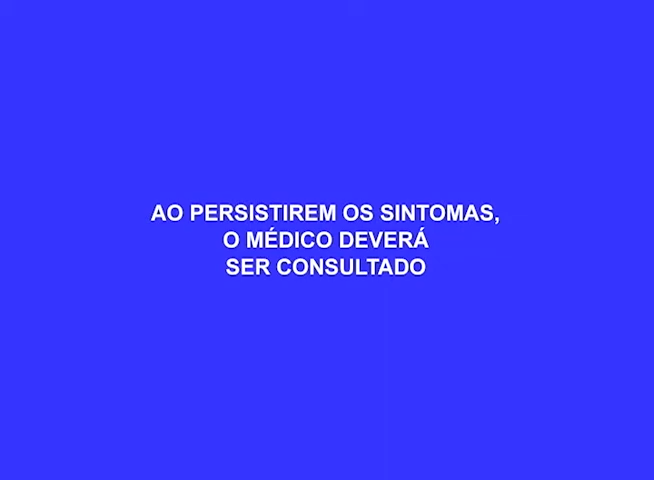 AO PERSISTIREM OS SINTOMAS,
O MÉDICO DEVERÁ
SER CONSULTADO